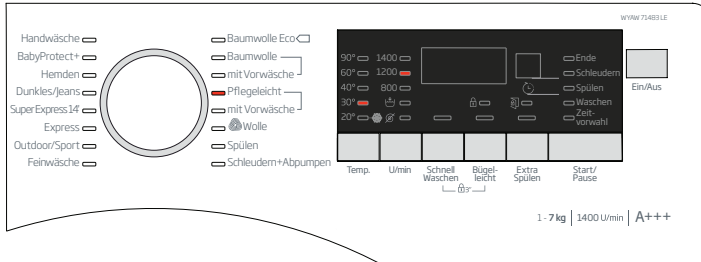 WYAW 71483 LE
Handwäsche
BabyProtect+
Hemden
Dunkles/Jeans
SuperExpress 14'
Express
Outdoor/Sport
Feinwäsche
Baumwolle Eco
Baumwolle
mit Vorwäsche
Pflegeleicht
mit Vorwäsche
Wolle
Spülen
Schleudern+Abpumpen
90° 1400
60° 1200
40° 800
30°
20°
Ende
Schleudern
Spülen
Waschen
Zeit-
vorwahl
Ein/Aus
Temp. U/min Schnell Bügel- Extra Start/
Waschen leicht Spülen Pause
3"
1 - 7 kg 1400 U/min A+++